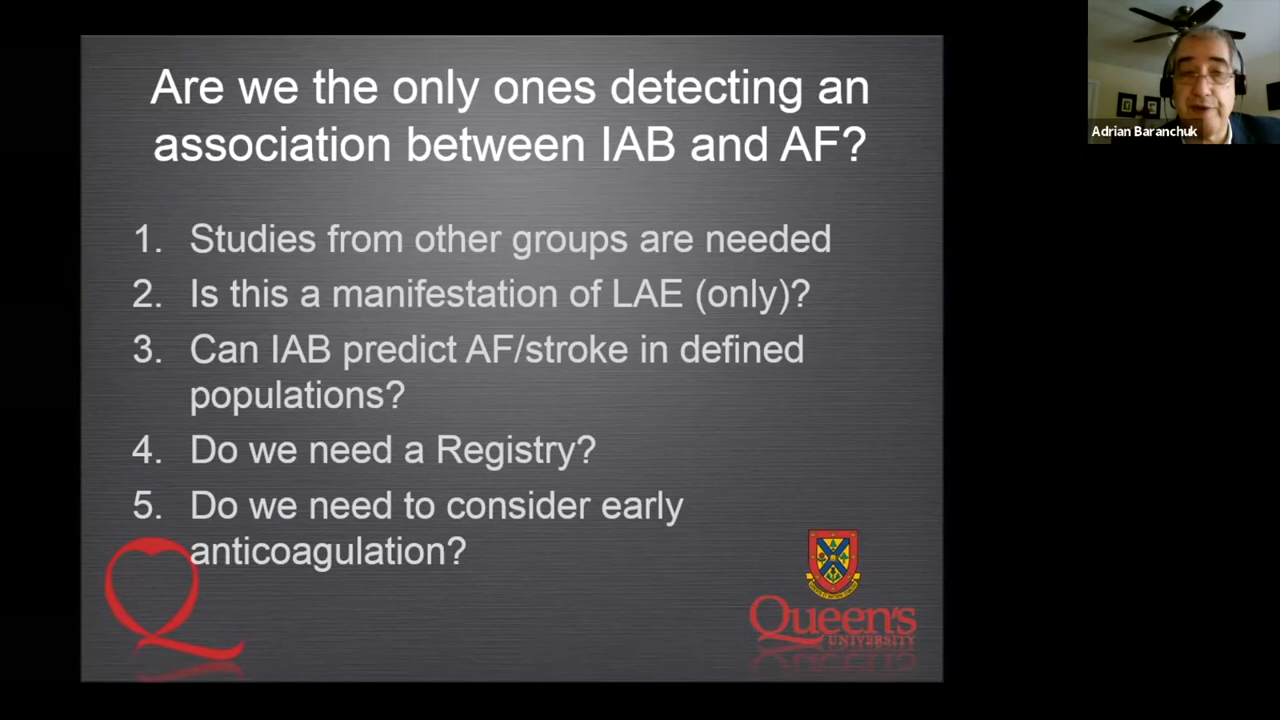 Are we the only ones detecting an
association between IAB and AF?
1. Studies from other groups are needed
2. Is this a manifestation of LAE (only)?
3. Can IAB predict AF/stroke in defined
populations?
4. Do we need a Registry?
5. Do we need to consider early
anticoagulation?
Queen's
UNIVERSITY
Adrian Baranchuk